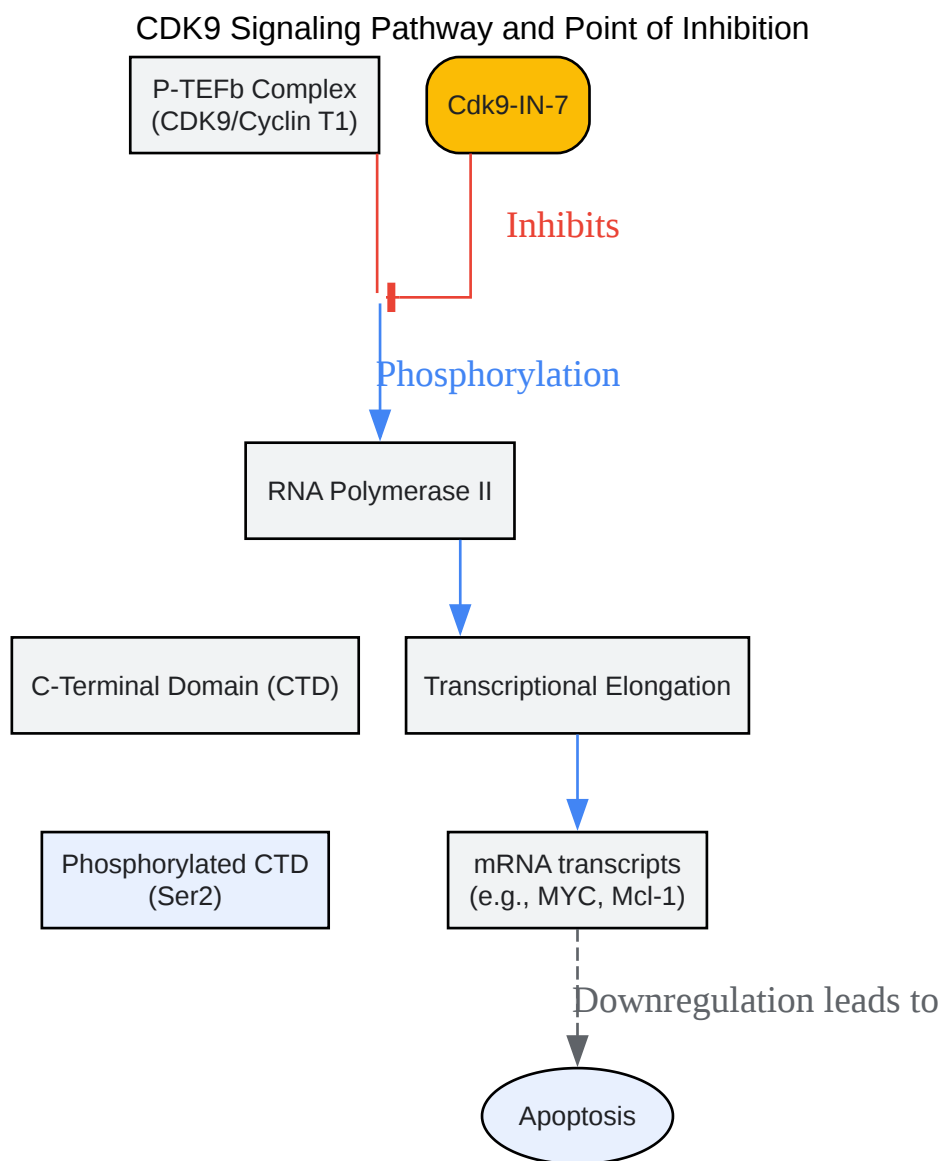 CDK9 Signaling Pathway and Point of Inhibition
P-TEFb Complex
(CDK9/Cyclin T1)
Cdk9-IN-7
Inhibits
Phosphorylation
RNA Polymerase II
C-Terminal Domain (CTD)
Transcriptional Elongation
Phosphorylated CTD
(Ser2)
mRNA transcripts
(e.g., MYC, Mcl-1)
Downregulation leads to
Apoptosis